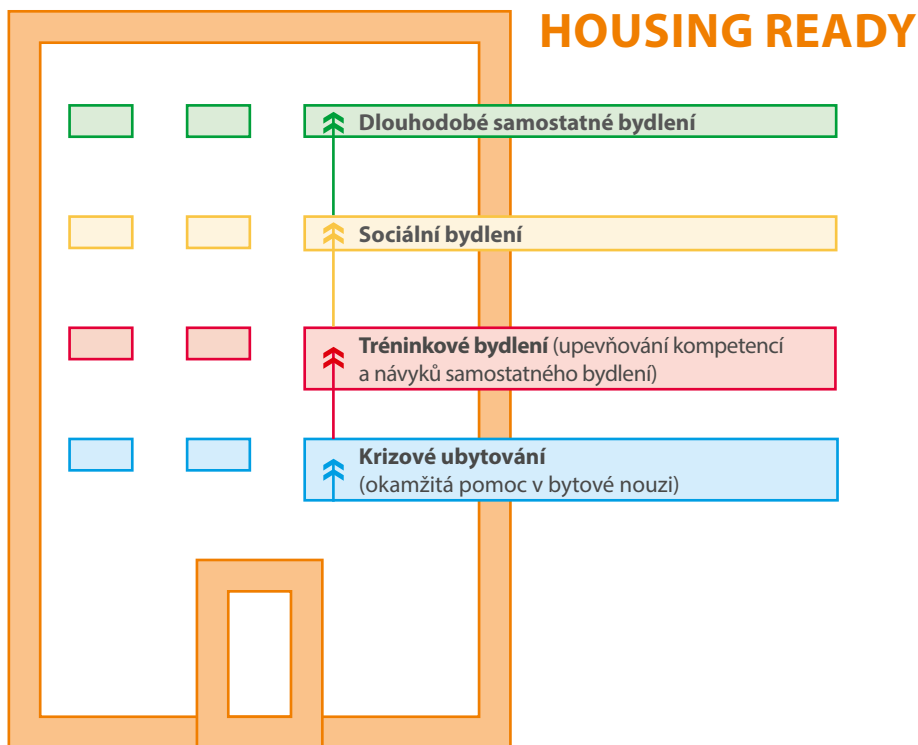 HOUSING READY
Dlouhodobé samostatné bydlení
Sociální bydlení
Tréninkové bydlení (upevňování kompetencí
a návyků samostatného bydlení)
Krizové ubytování
(okamžitá pomoc v bytové nouzi)